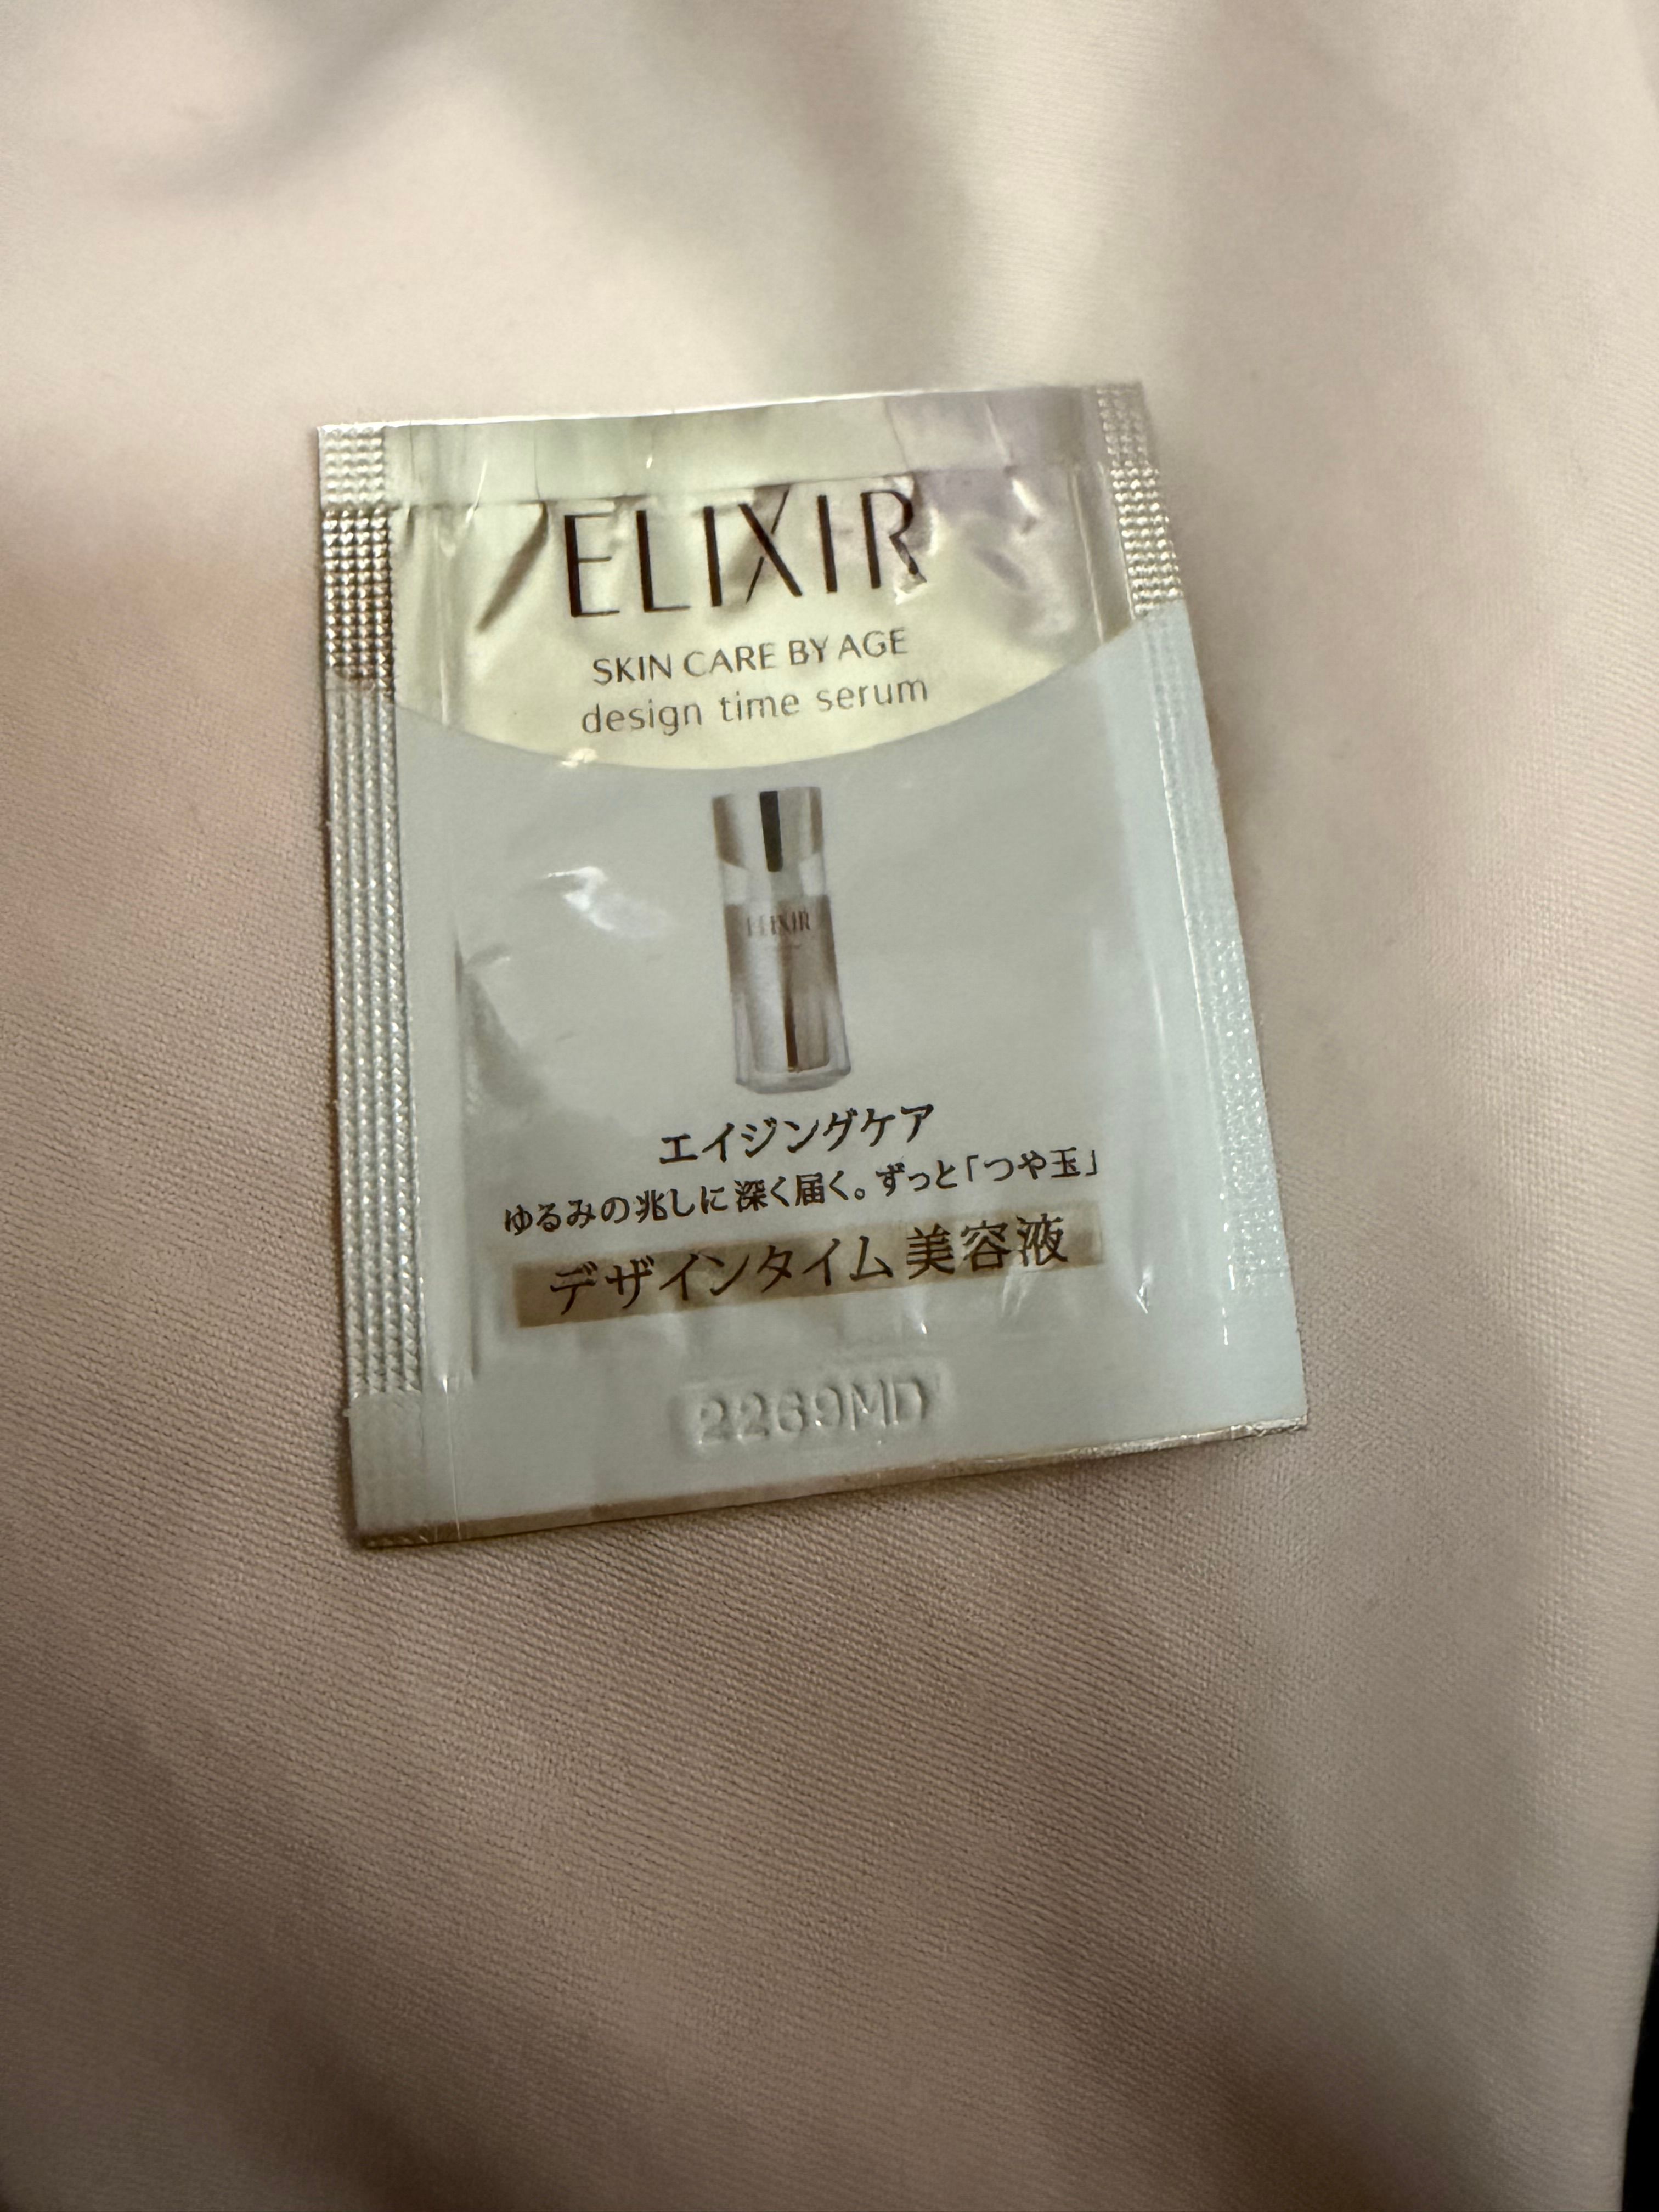 ELIXIR
SKIN CARE BY AGE
design time serum
ELIXIR
エイジングケア
ゆるみの兆しに深く届く。ずっと「つや玉」
デザインタイム美容液
2269MD